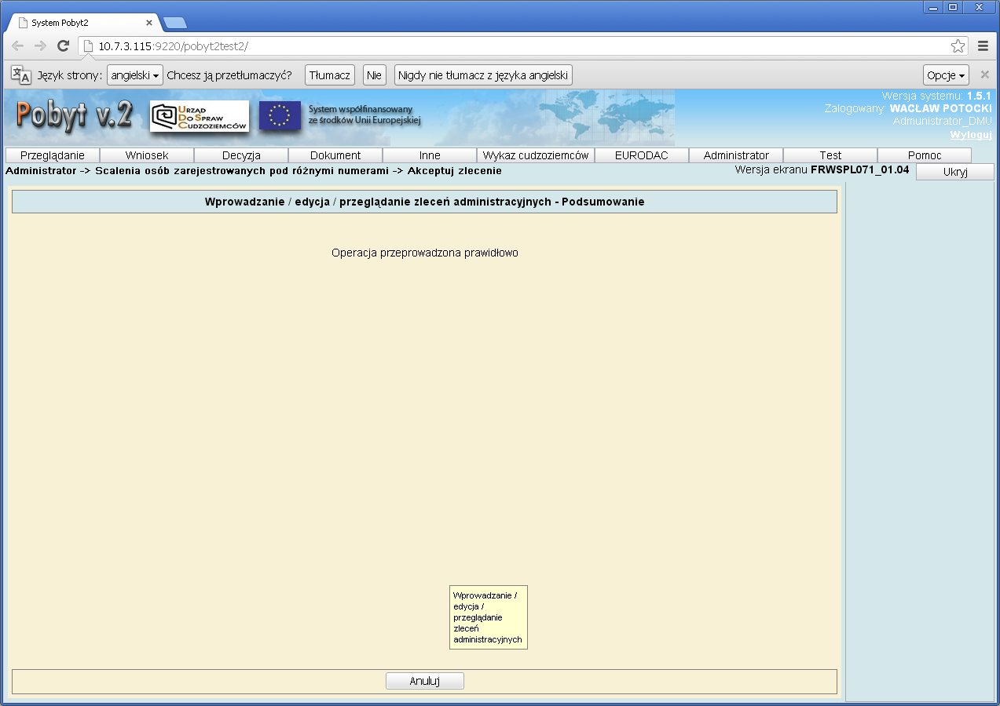 System Pobyt2
10.7.3.115:9220/pobyt2test2/
Język strony: angielski Chcesz ją przetłumaczyć? Tłumacz Nie Nigdy nie tłumacz z języka angielski Opcje
Pobyt v.2
URZĄD
DO SPRAW
CUDZOZIEMCÓW
System współfinansowany
ze środków Unii Europejskiej
Wersja systemu: 1.5.1
Zalogowany: WACŁAW POTOCKI
Admunistrator_DMU
Wyloguj
Przeglądanie Wniosek Decyzja Dokument Inne Wykaz cudzoziemców EURODAC Administrator Test Pomoc
Administrator -> Scalenia osób zarejestrowanych pod różnymi numerami -> Akceptuj zlecenie
Wersja ekranu FRWSPL071_01.04
Ukryj
Wprowadzanie / edycja / przeglądanie zleceń administracyjnych - Podsumowanie
Operacja przeprowadzona prawidłowo
Wprowadzanie /
edycja /
przeglądanie
zleceń
administracyjnych
Anuluj